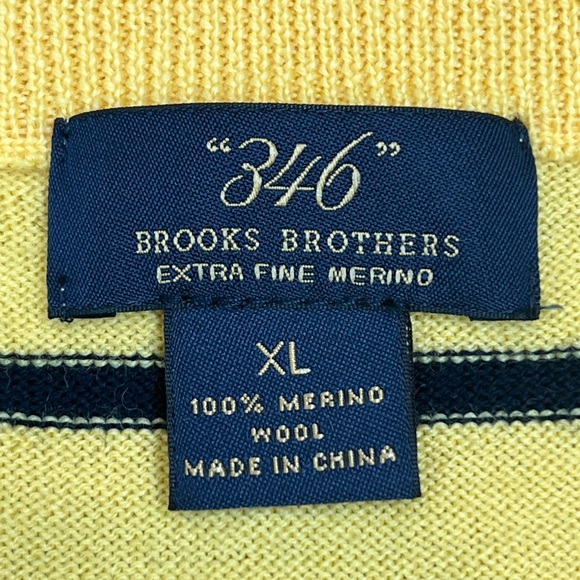 “346”
BROOKS BROTHERS
EXTRA FINE MERINO
XL
100% MERINO
WOOL
MADE IN CHINA